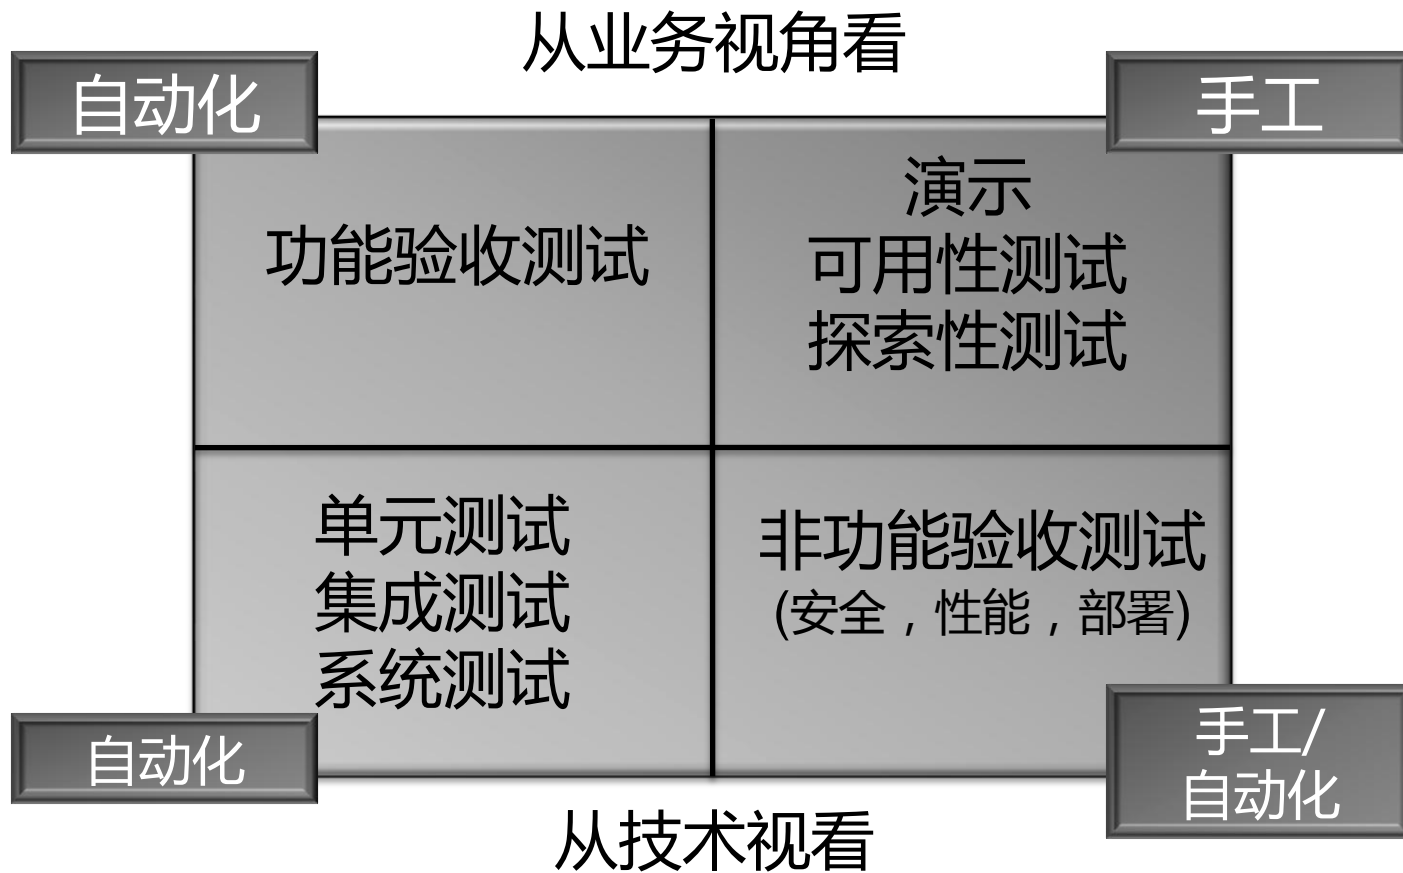 从业务视角看
自动化
手工
功能验收测试
演示
可用性测试
探索性测试
单元测试
集成测试
系统测试
非功能验收测试
(安全，性能，部署)
自动化
手工/
自动化
从技术视看